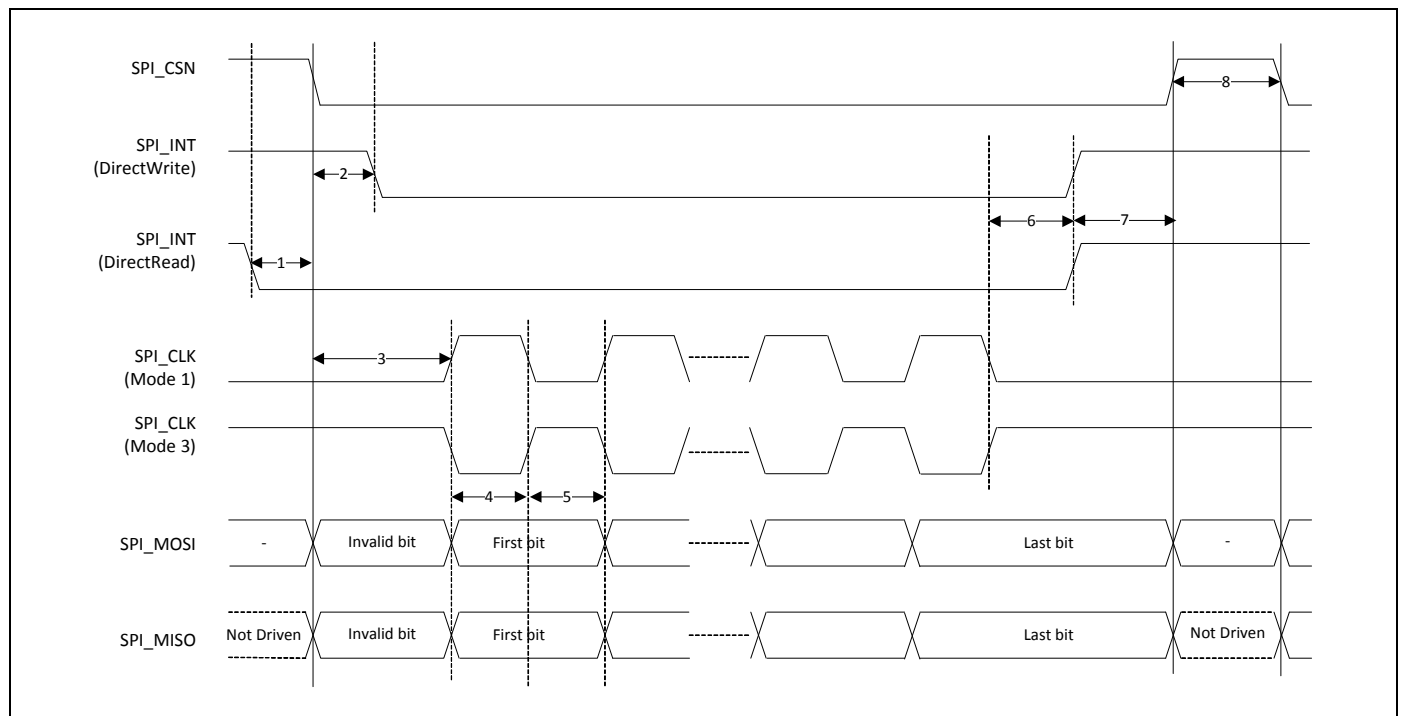 SPI_CSN
8
SPI_INT
(DirectWrite)
2
SPI_INT
(DirectRead)
6
7
1
SPI_CLK
(Mode 1)
3
SPI_CLK
(Mode 3)
4
5
SPI_MOSI
-
Invalid bit
First bit
Last bit
-
SPI_MISO
Not Driven
Invalid bit
First bit
Last bit
Not Driven